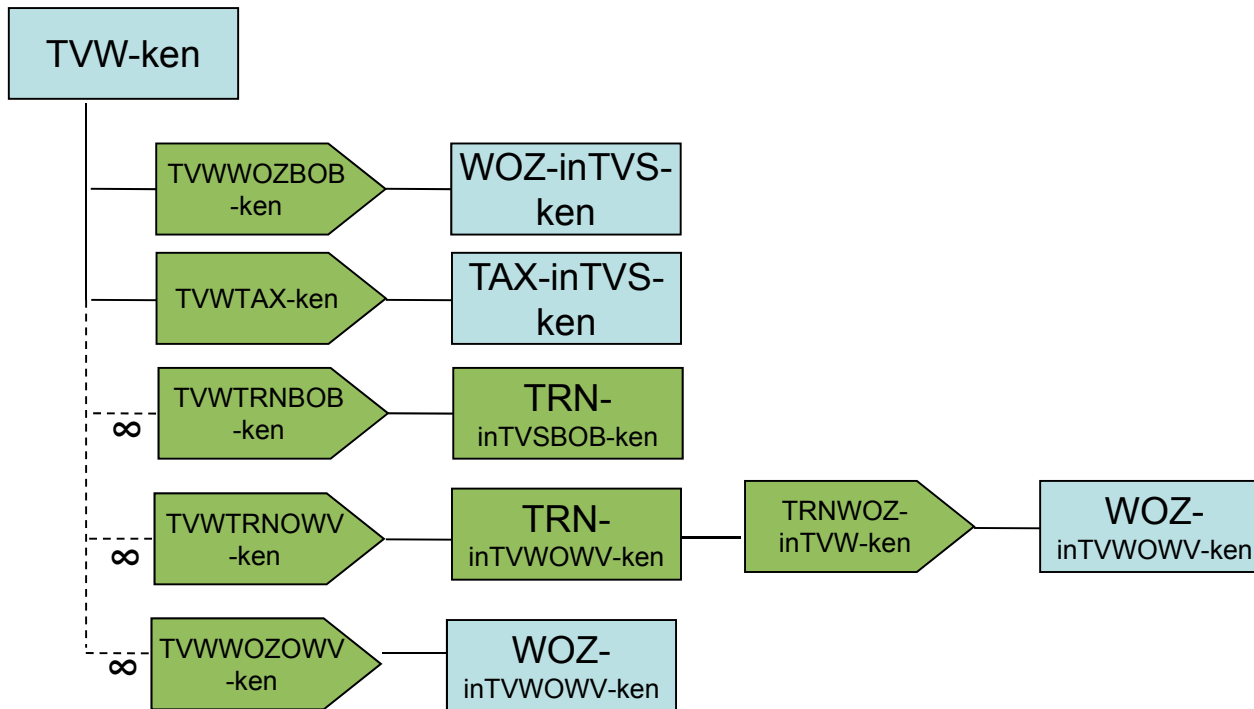 TVW-ken
TVWWOZBOB
-ken
WOZ-inTVS-
ken
TVWTAX-ken
TAX-inTVS-
ken
∞
TVWTRNBOB
-ken
TRN-
inTVSBOB-ken
∞
TVWTRNOWV
-ken
TRN-
inTVWOWV-ken
TRNWOZ-
inTVW-ken
WOZ-
inTVWOWV-ken
∞
TVWWOZOWV
-ken
WOZ-
inTVWOWV-ken